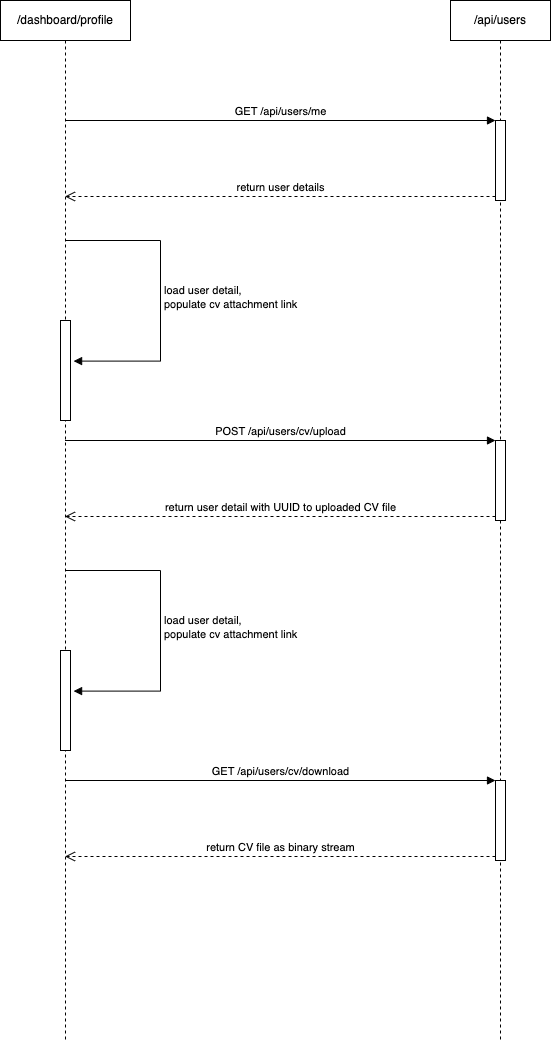 /dashboard/profile
/api/users
GET /api/users/me
return user details
load user detail,
populate cv attachment link
POST /api/users/cv/upload
return user detail with UUID to uploaded CV file
load user detail,
populate cv attachment link
GET /api/users/cv/download
return CV file as binary stream